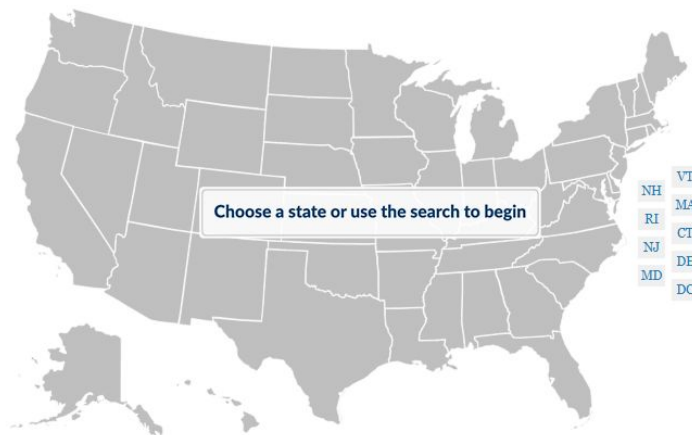 Choose a state or use the search to begin
NH
VT
RI
MA
NJ
CT
MD
DE
DC